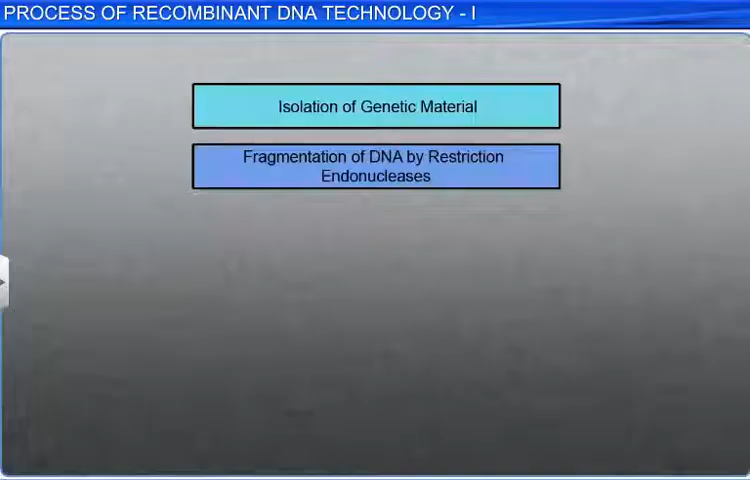 PROCESS OF RECOMBINANT DNA TECHNOLOGY - I
Isolation of Genetic Material
Fragmentation of DNA by Restriction
Endonucleases